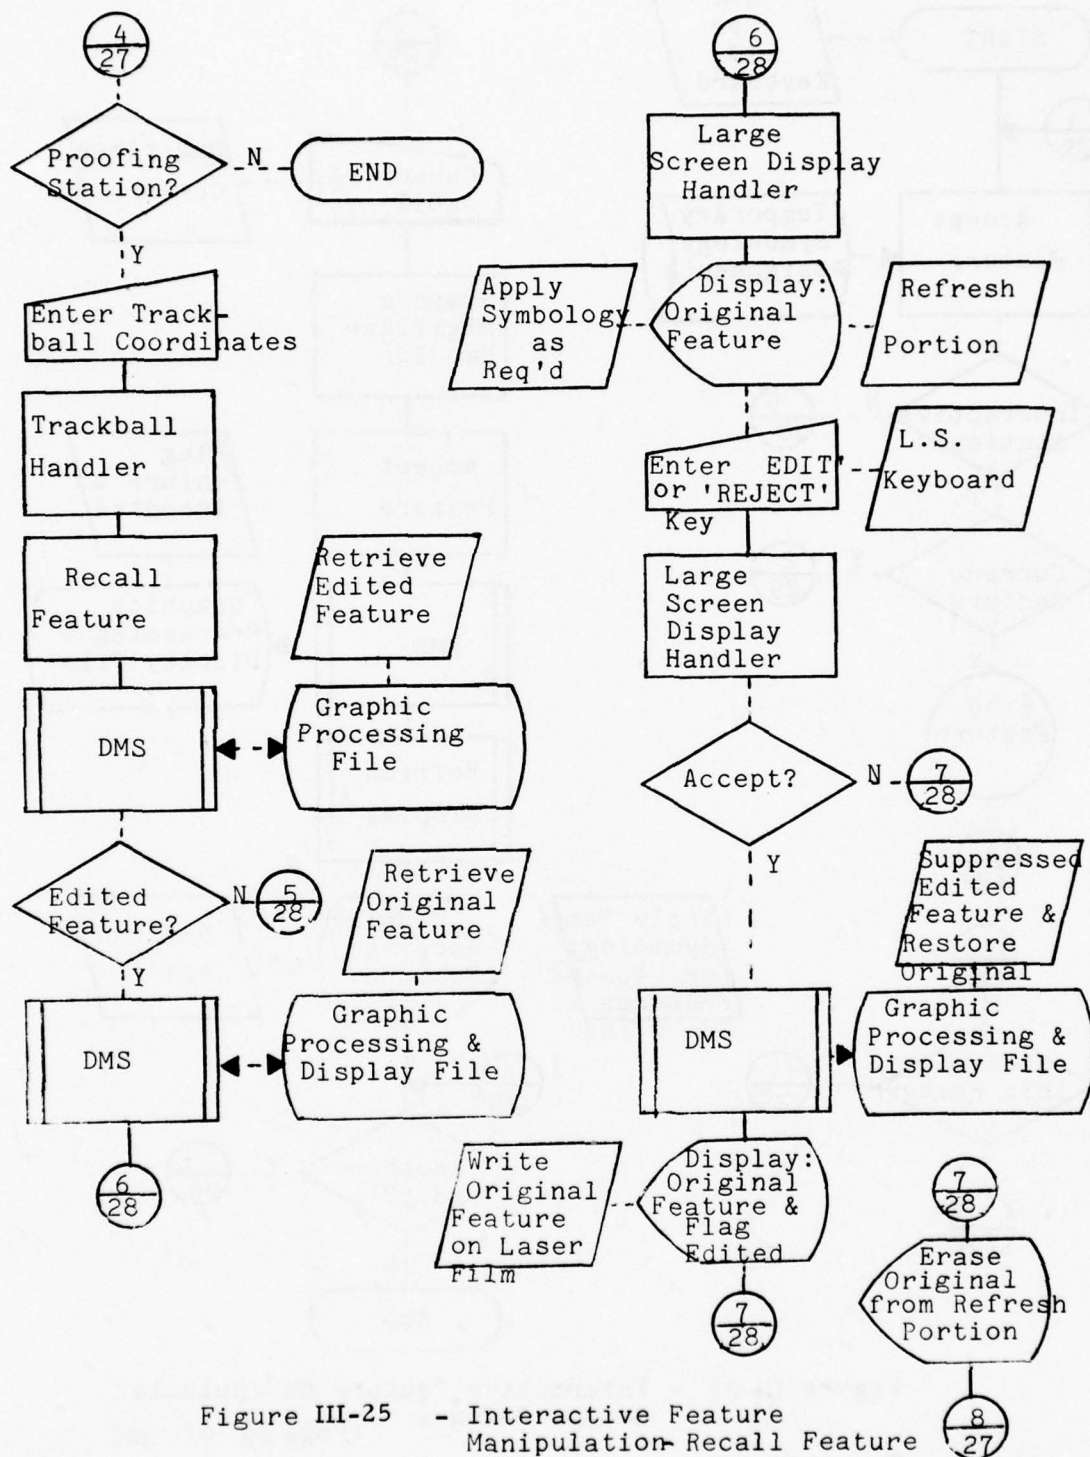 4
27
Proofing
Station?
N
END
Y
Enter Track-
ball Coordinates
Trackball
Handler
Recall
Feature
Retrieve
Edited
Feature
DMS
Graphic
Processing
File
Edited
Feature?
N
5
28
Retrieve
Original
Feature
Y
DMS
Graphic
Processing &
Display File
6
28
6
28
Large
Screen Display
Handler
Apply
Symbology
as
Req'd
Display:
Original
Feature
Refresh
Portion
Enter EDIT'
or 'REJECT'
Key
L.S.
Keyboard
Large
Screen
Display
Handler
Accept?
N
7
28
Y
Suppressed
Edited
Feature &
Restore
Original
DMS
Graphic
Processing &
Display File
Write
Original
Feature
on Laser
Film
Display:
Original
Feature &
Flag
Edited
7
28
7
28
Erase
Original
from Refresh
Portion
8
27
Figure III-25 - Interactive Feature
Manipulation- Recall Feature